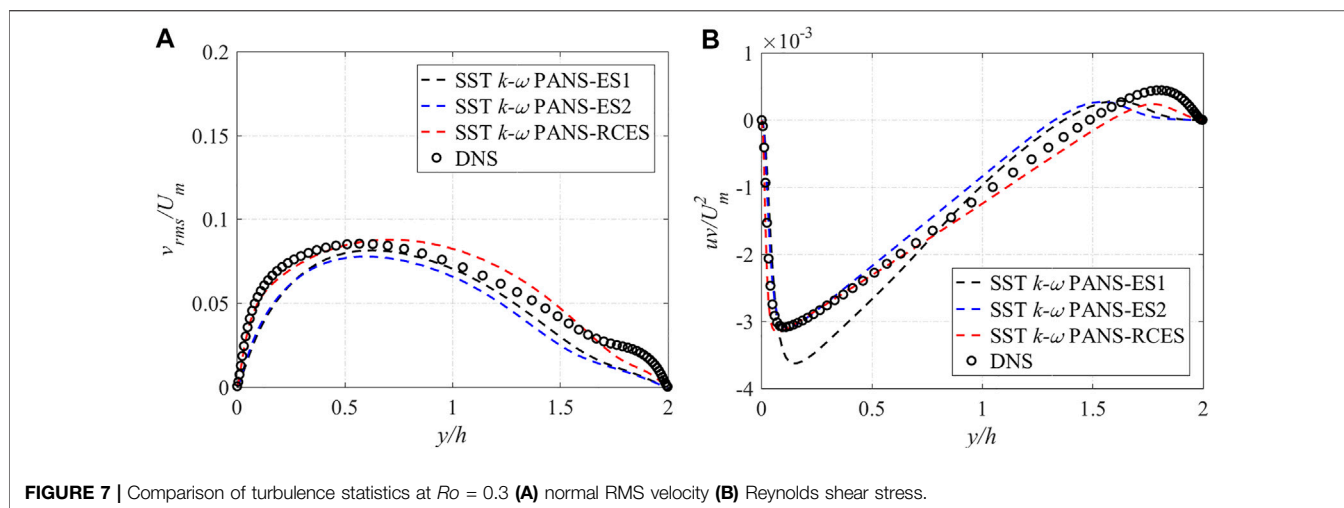 A
0.2
0.15
0.1
0.05
0
v_rms/U_m
0 0.5 1 1.5 2
y/h
SST k-ω PANS-ES1
SST k-ω PANS-ES2
SST k-ω PANS-RCES
DNS
B
×10⁻³
1
0
-1
-2
-3
-4
uv/U²_m
0 0.5 1 1.5 2
y/h
SST k-ω PANS-ES1
SST k-ω PANS-ES2
SST k-ω PANS-RCES
DNS
FIGURE 7 | Comparison of turbulence statistics at Ro = 0.3 (A) normal RMS velocity (B) Reynolds shear stress.